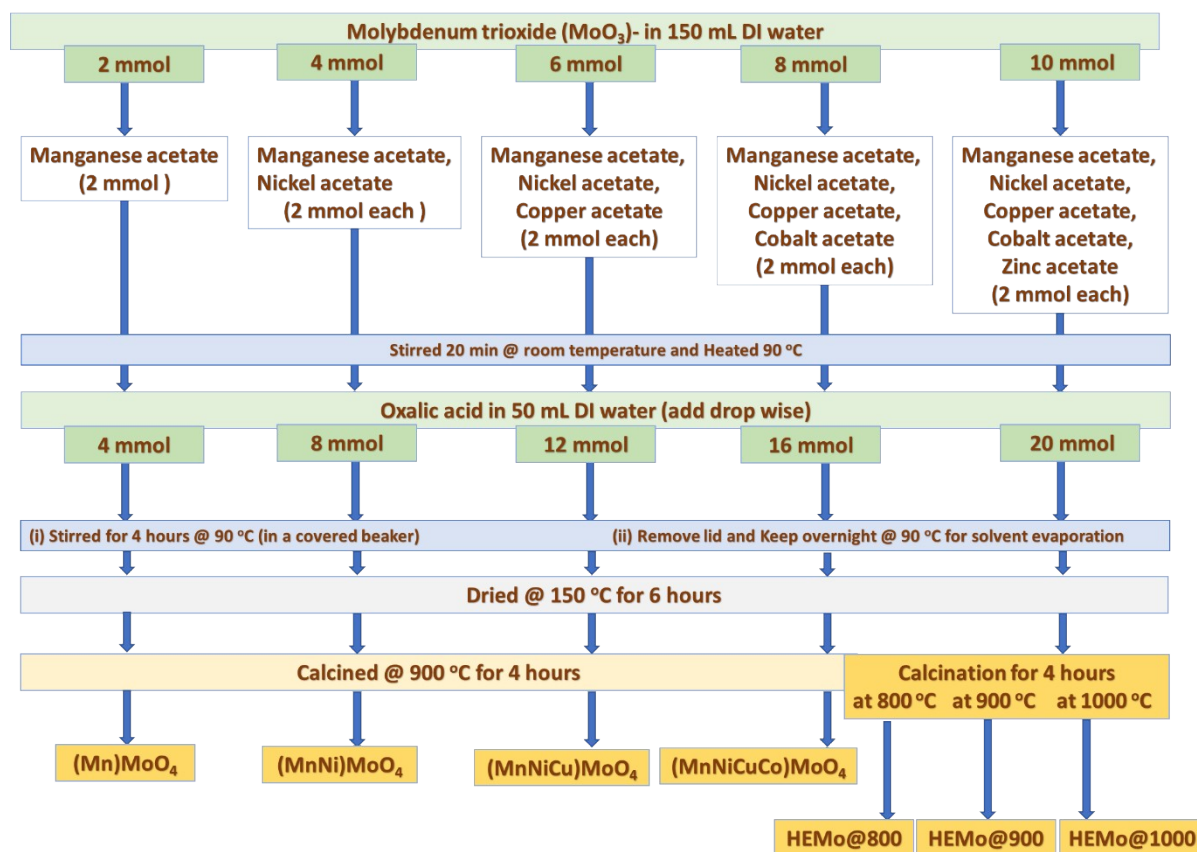 Molybdenum trioxide (MoO₃)- in 150 mL DI water
2 mmol
4 mmol
6 mmol
8 mmol
10 mmol
Manganese acetate
(2 mmol )
Manganese acetate,
Nickel acetate
(2 mmol each )
Manganese acetate,
Nickel acetate,
Copper acetate
(2 mmol each)
Manganese acetate,
Nickel acetate,
Copper acetate,
Cobalt acetate
(2 mmol each)
Manganese acetate,
Nickel acetate,
Copper acetate,
Cobalt acetate,
Zinc acetate
(2 mmol each)
Stirred 20 min @ room temperature and Heated 90 °C
Oxalic acid in 50 mL DI water (add drop wise)
4 mmol
8 mmol
12 mmol
16 mmol
20 mmol
(i) Stirred for 4 hours @ 90 °C (in a covered beaker)
(ii) Remove lid and Keep overnight @ 90 °C for solvent evaporation
Dried @ 150 °C for 6 hours
Calcined @ 900 °C for 4 hours
Calcination for 4 hours
at 800 °C at 900 °C at 1000 °C
(Mn)MoO₄
(MnNi)MoO₄
(MnNiCu)MoO₄
(MnNiCuCo)MoO₄
HEMo@800
HEMo@900
HEMo@1000